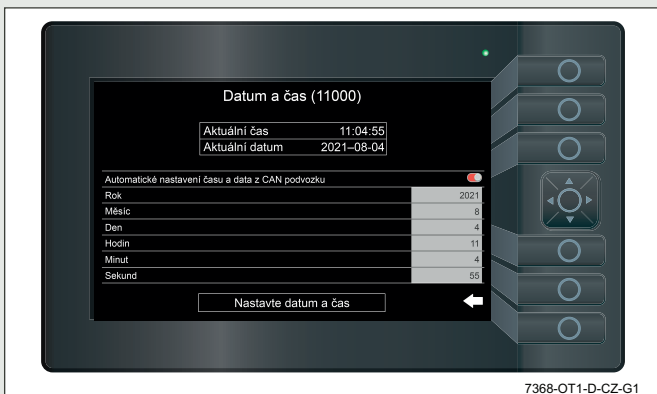 Datum a čas (11000)
Aktuální čas 11:04:55
Aktuální datum 2021–08-04
Automatické nastavení času a data z CAN podvozku
Rok 2021
Měsíc 8
Den 4
Hodin 11
Minut 4
Sekund 55
Nastavte datum a čas
7368-OT1-D-CZ-G1